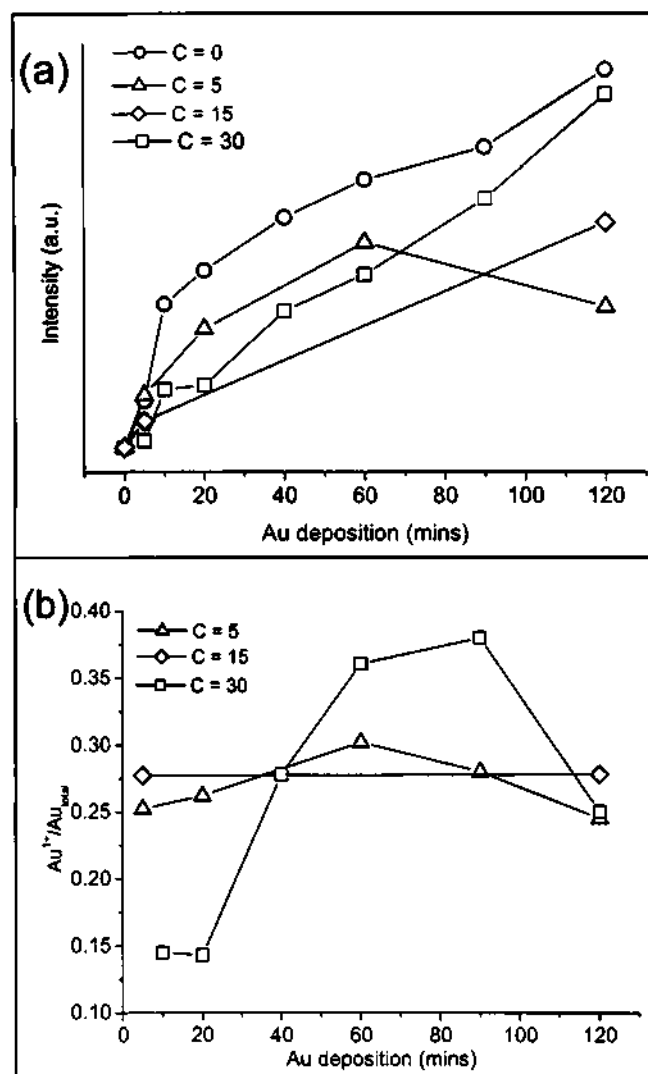 (a)
C = 0
C = 5
C = 15
C = 30
Intensity (a.u.)
0 20 40 60 80 100 120
Au deposition (mins)
(b)
C = 5
C = 15
C = 30
0.40
0.35
0.30
0.25
0.20
0.15
0.10
Au¹⁺/Au_total
0 20 40 60 80 100 120
Au deposition (mins)